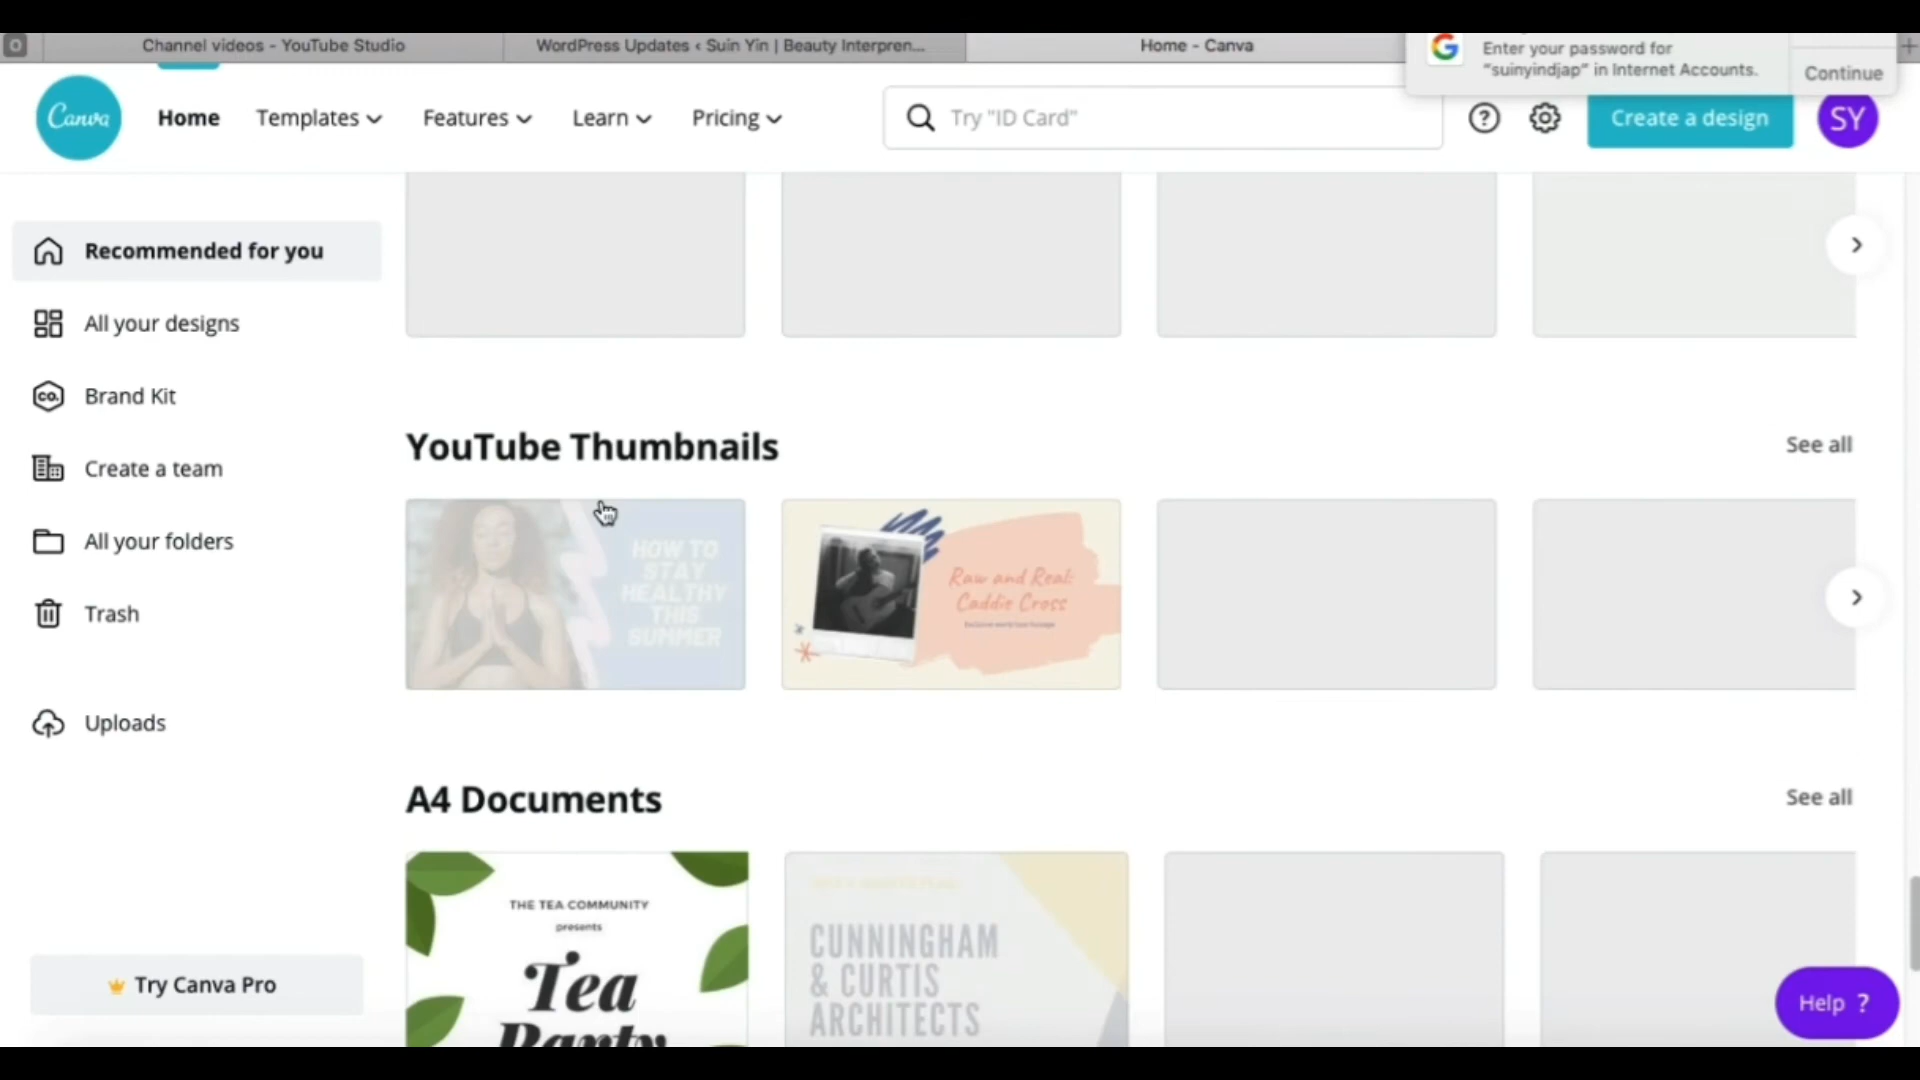 Channel videos - YouTube Studio
WordPress Updates ‹ Suin Yin | Beauty Interpren...
Home - Canva
Enter your password for
"suinyindjap" in Internet Accounts.
Continue
Canva
Home
Templates
Features
Learn
Pricing
Try "ID Card"
Create a design
SY
Recommended for you
All your designs
Brand Kit
Create a team
All your folders
Trash
Uploads
Try Canva Pro
YouTube Thumbnails
See all
HOW TO
STAY
HEALTHY
THIS
SUMMER
Raw and Real:
Caddie Cross
A4 Documents
See all
THE TEA COMMUNITY
presents
Tea
Party
CUNNINGHAM
& CURTIS
ARCHITECTS
Help ?